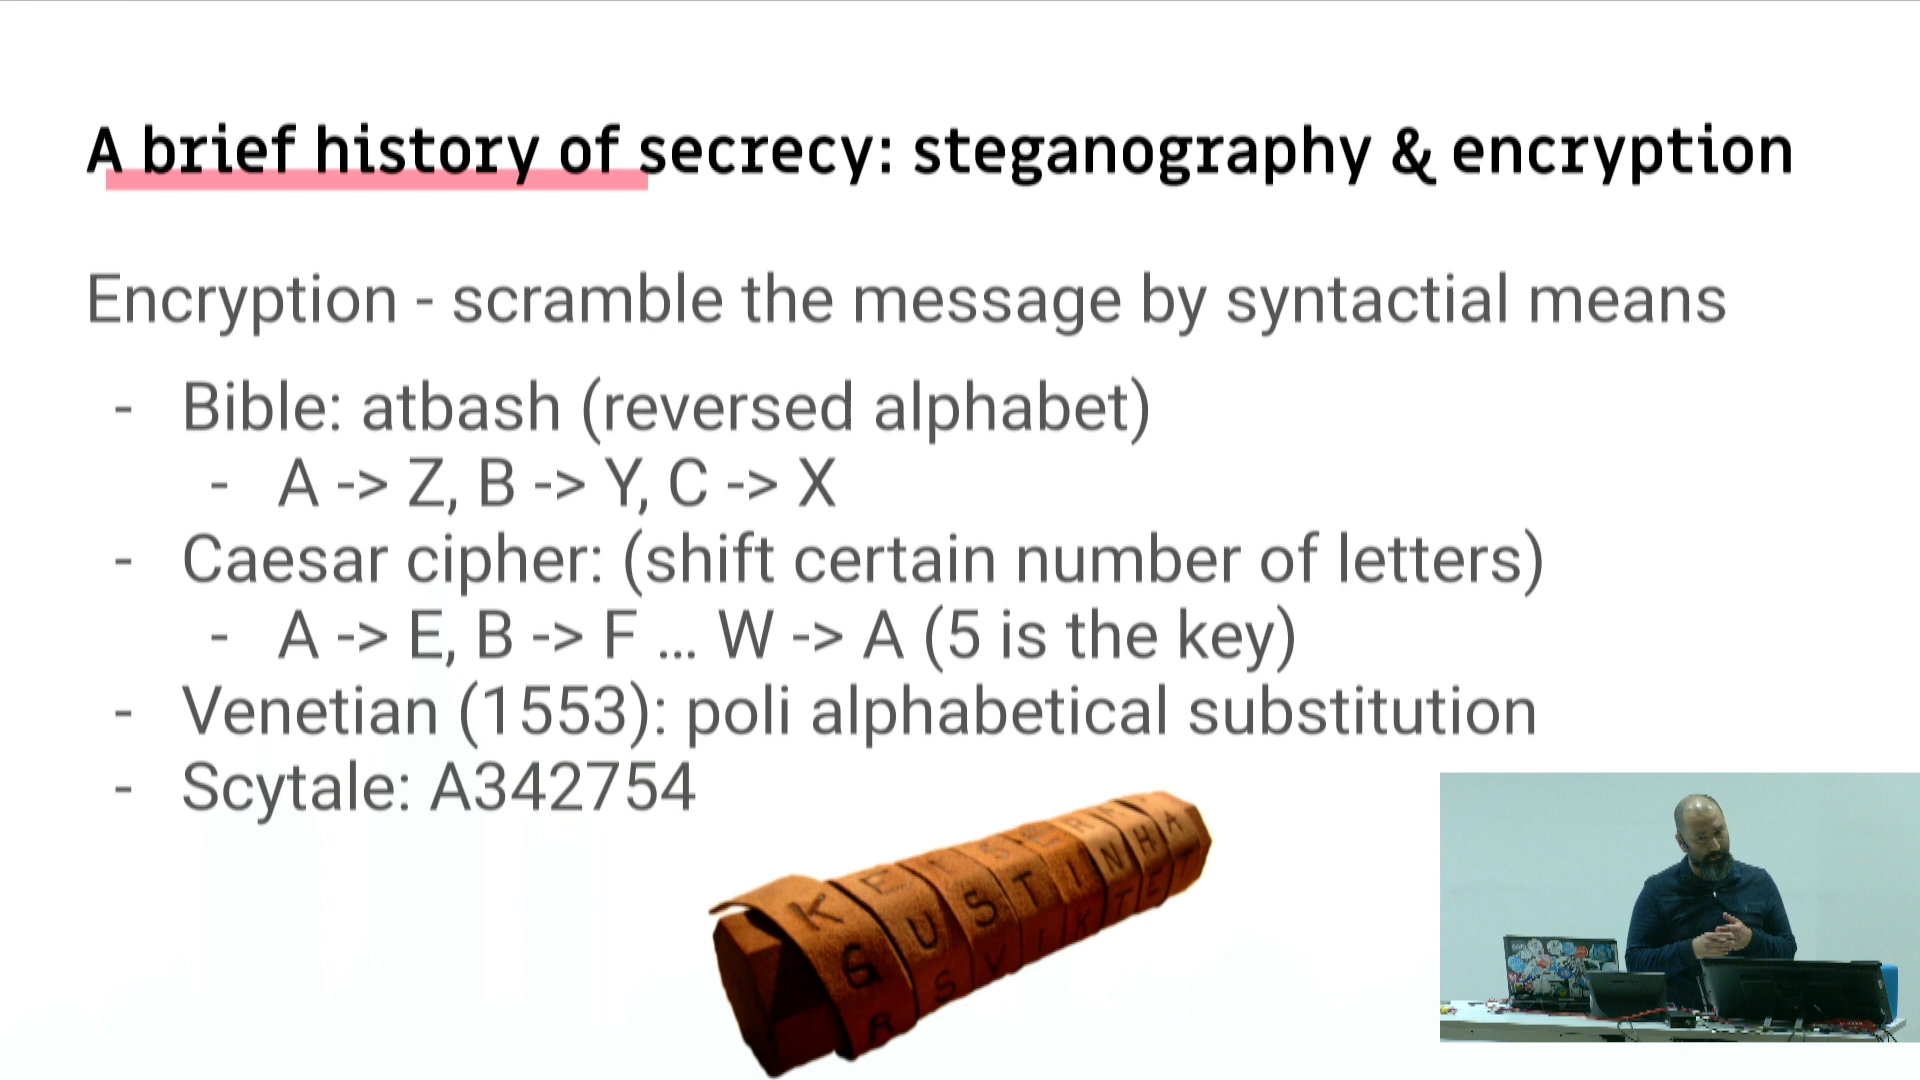 A brief history of secrecy: steganography & encryption
Encryption - scramble the message by syntactial means
- Bible: atbash (reversed alphabet)
- A -> Z, B -> Y, C -> X
- Caesar cipher: (shift certain number of letters)
- A -> E, B -> F ... W -> A (5 is the key)
- Venetian (1553): poli alphabetical substitution
- Scytale: A342754